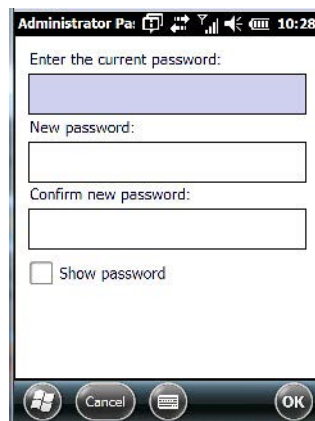 Administrator Pa: 10:28
Enter the current password:
New password:
Confirm new password:
Show password
Cancel OK